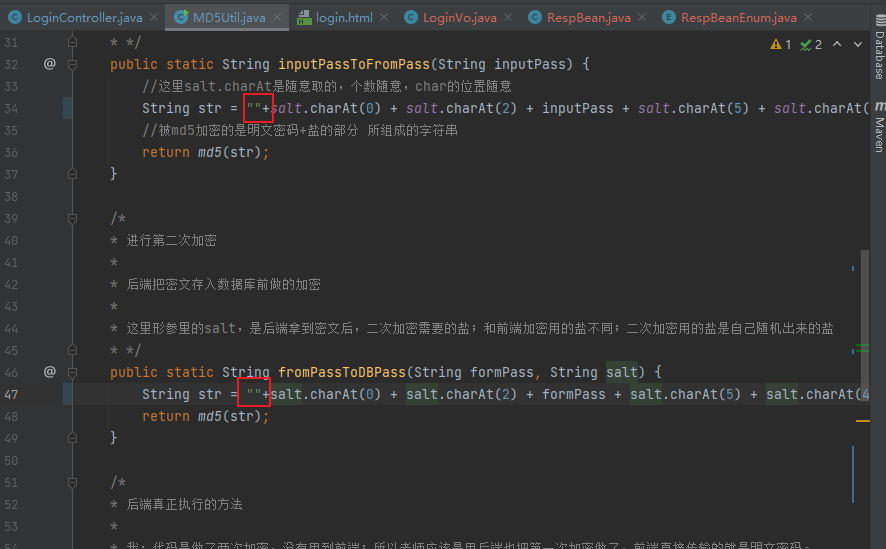 LoginController.java × MD5Util.java × login.html × LoginVo.java × RespBean.java × RespBeanEnum.java ×
1 2
Database
Maven
31 * */
32 @ public static String inputPassToFromPass(String inputPass) {
33 //这里salt.charAt是随意取的，个数随意，char的位置随意
34 String str = ""+salt.charAt(0) + salt.charAt(2) + inputPass + salt.charAt(5) + salt.charAt(
35 //被md5加密的是明文密码+盐的部分 所组成的字符串
36 return md5(str);
37 }
38
39 /*
40 * 进行第二次加密
41 *
42 * 后端把密文存入数据库前做的加密
43 *
44 * 这里形参里的salt，是后端拿到密文后，二次加密需要的盐；和前端加密用的盐不同；二次加密用的盐是自己随机出来的盐
45 * */
46 @ public static String fromPassToDBPass(String formPass, String salt) {
47 String str = ""+salt.charAt(0) + salt.charAt(2) + formPass + salt.charAt(5) + salt.charAt(4
48 return md5(str);
49 }
50
51 /*
52 * 后端真正执行的方法
53 *